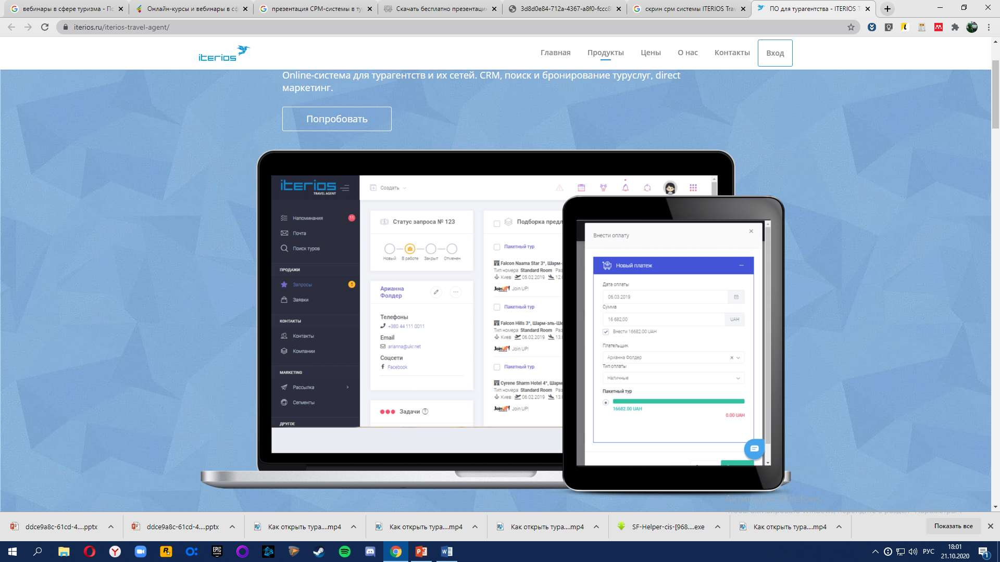 вебинары в сфере туризма - По
Онлайн-курсы и вебинары в сф
презентация СРМ-системы в ту
Скачать бесплатно презентаци
3d8d0e84-712a-4367-a8f0-fccc8
скрин срм системы ITERIOS Trav
ПО для турагентства - ITERIOS T
iterios.ru/iterios-travel-agent/
iterios
Главная Продукты Цены О нас Контакты Вход
Online-система для турагентств и их сетей. CRM, поиск и бронирование туруслуг, direct
маркетинг.
Попробовать
iterios
TRAVEL AGENT
Создать
Напоминания 11
Почта
Поиск туров
ПРОДАЖИ
Запросы
Заявки
КОНТАКТЫ
Контакты
Компании
MARKETING
Рассылка
Сегменты
ДРУГОЕ
Статус запроса № 123
Новый В работе Закрыт Отменен
Арианна
Фолдер
Телефоны
+380 44 111 0011
Email
arianna@ukr.net
Соцсети
Facebook
Задачи
Подборка предл
Пакетный тур
Falcon Naama Star 3*, Шарм-
Тип номера: Standard Room Раз
Киев 05.02.2019 12.0
JoinUP! Join UP!
Пакетный тур
Falcon Hills 3*, Шарм-эль-Ше
Тип номера: Standard Room Раз
Киев 06.02.2019 13.0
JoinUP! Join UP!
Пакетный тур
Cyrene Sharm Hotel 4*, Шарм
Тип номера: Standard Room Раз
Киев 06.02.2019 13.0
JoinUP! Join UP!
Внести оплату
Новый платеж
Дата оплаты
06.03.2019
Сумма
16 682.00 UAH
Внести 16682.00 UAH
Плательщик
Арианна Фолдер
Тип оплаты
Наличные
Пакетный тур
16682.00 UAH
0.00 UAH
ddce9a8c-61cd-4....pptx
ddce9a8c-61cd-4....pptx
Как открыть тура....mp4
Как открыть тура....mp4
Как открыть тура....mp4
SF-Helper-cis-[968....exe
Как открыть тура....mp4
Показать все
EPIC GAMES
РУС
18:01
21.10.2020
1